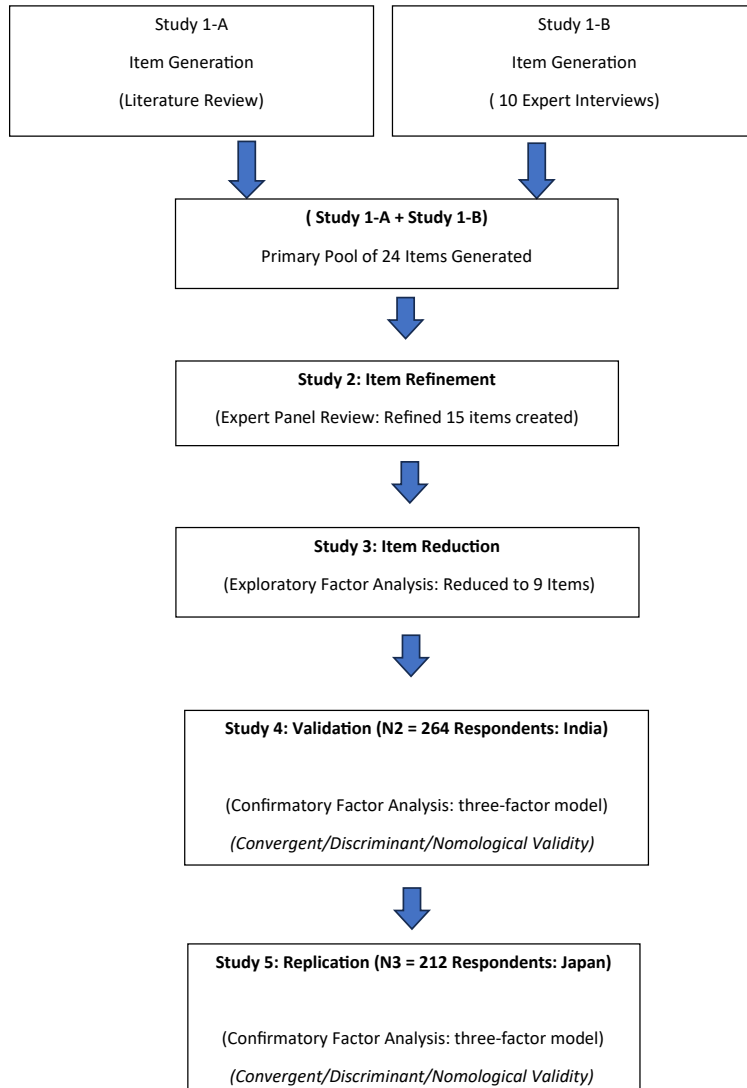 Study 1-A
Item Generation
(Literature Review)
Study 1-B
Item Generation
( 10 Expert Interviews)
( Study 1-A + Study 1-B)
Primary Pool of 24 Items Generated
Study 2: Item Refinement
(Expert Panel Review: Refined 15 items created)
Study 3: Item Reduction
(Exploratory Factor Analysis: Reduced to 9 Items)
Study 4: Validation (N2 = 264 Respondents: India)
(Confirmatory Factor Analysis: three-factor model)
(Convergent/Discriminant/Nomological Validity)
Study 5: Replication (N3 = 212 Respondents: Japan)
(Confirmatory Factor Analysis: three-factor model)
(Convergent/Discriminant/Nomological Validity)